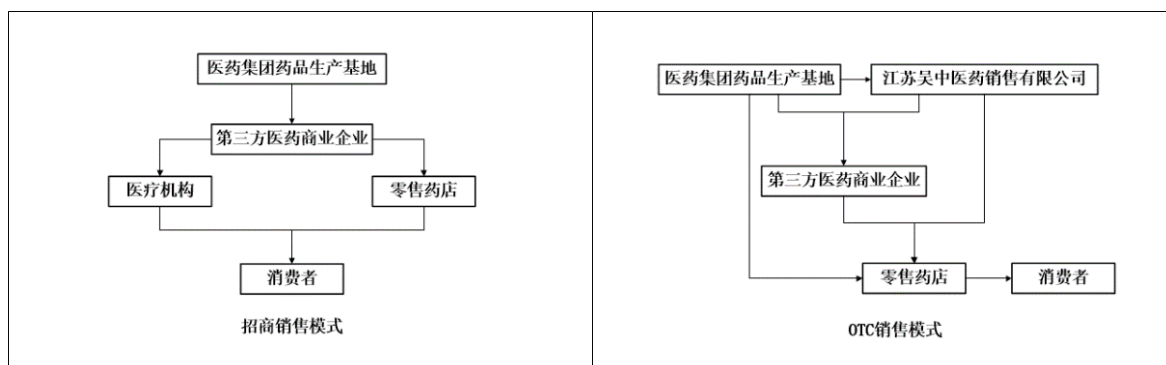 医药集团药品生产基地
第三方医药商业企业
医疗机构
零售药店
消费者
招商销售模式
医药集团药品生产基地
江苏吴中医药销售有限公司
第三方医药商业企业
零售药店
消费者
OTC销售模式